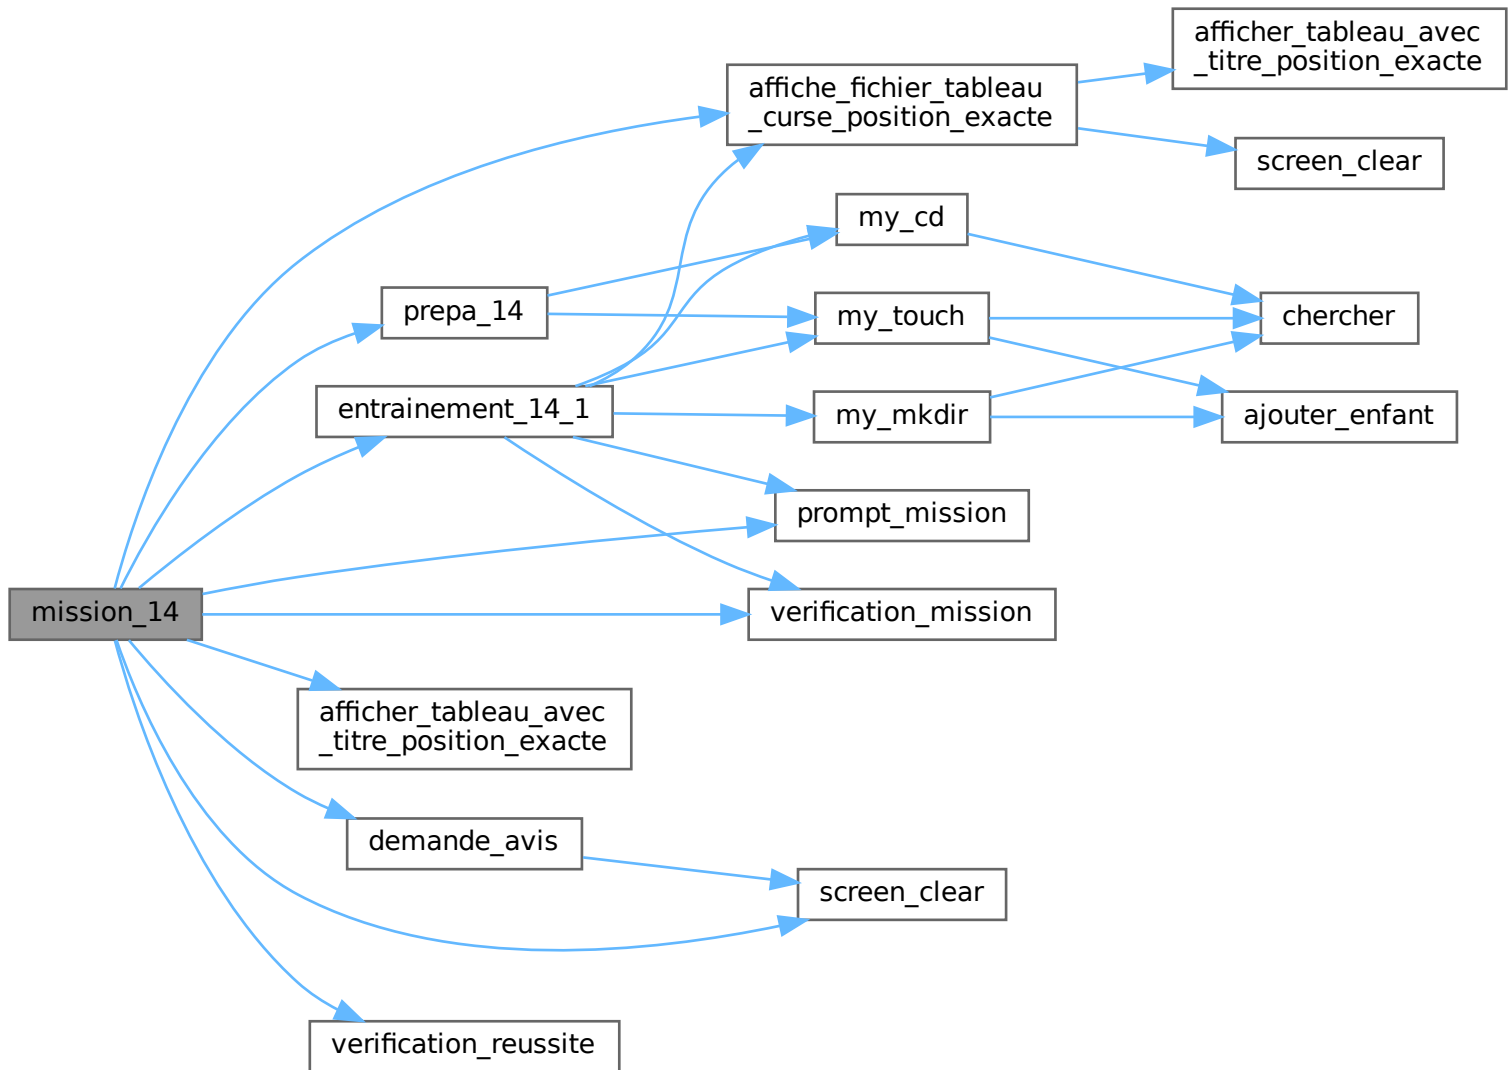 afficher_tableau_avec
_titre_position_exacte
affiche_fichier_tableau
_curse_position_exacte
screen_clear
my_cd
prepa_14
my_touch
chercher
entrainement_14_1
my_mkdir
ajouter_enfant
prompt_mission
mission_14
verification_mission
afficher_tableau_avec
_titre_position_exacte
demande_avis
screen_clear
verification_reussite